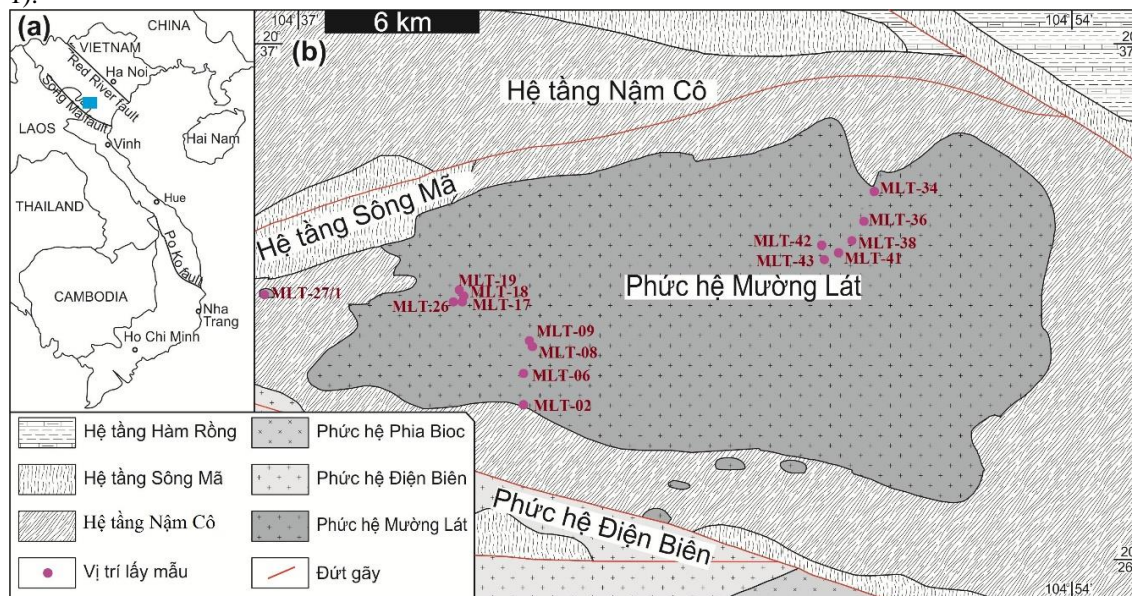 1).
(a)
CHINA
VIETNAM
Ha Noi
Red River fault
Song Ma fault
LAOS
Vinh
Hai Nam
THAILAND
Hue
Po Ko fault
CAMBODIA
Nha
Trang
Ho Chi Minh
104 37'
6 km
104 54'
20
37'
20
37'
(b)
Hệ tầng Nậm Cô
Hệ tầng Sông Mã
MLT-34
MLT-36
MLT-42
MLT-38
MLT-43
MLT-41
Phức hệ Mường Lát
MLT-27/1
MLT-19
MLT-18
MLT-26
MLT-17
MLT-09
MLT-08
MLT-06
MLT-02
Phức hệ Điện Biên
20
26'
104 54'
Hệ tầng Hàm Rồng
Phức hệ Phia Bioc
Hệ tầng Sông Mã
Phức hệ Điện Biên
Hệ tầng Nậm Cô
Phức hệ Mường Lát
Vị trí lấy mẫu
Đứt gãy